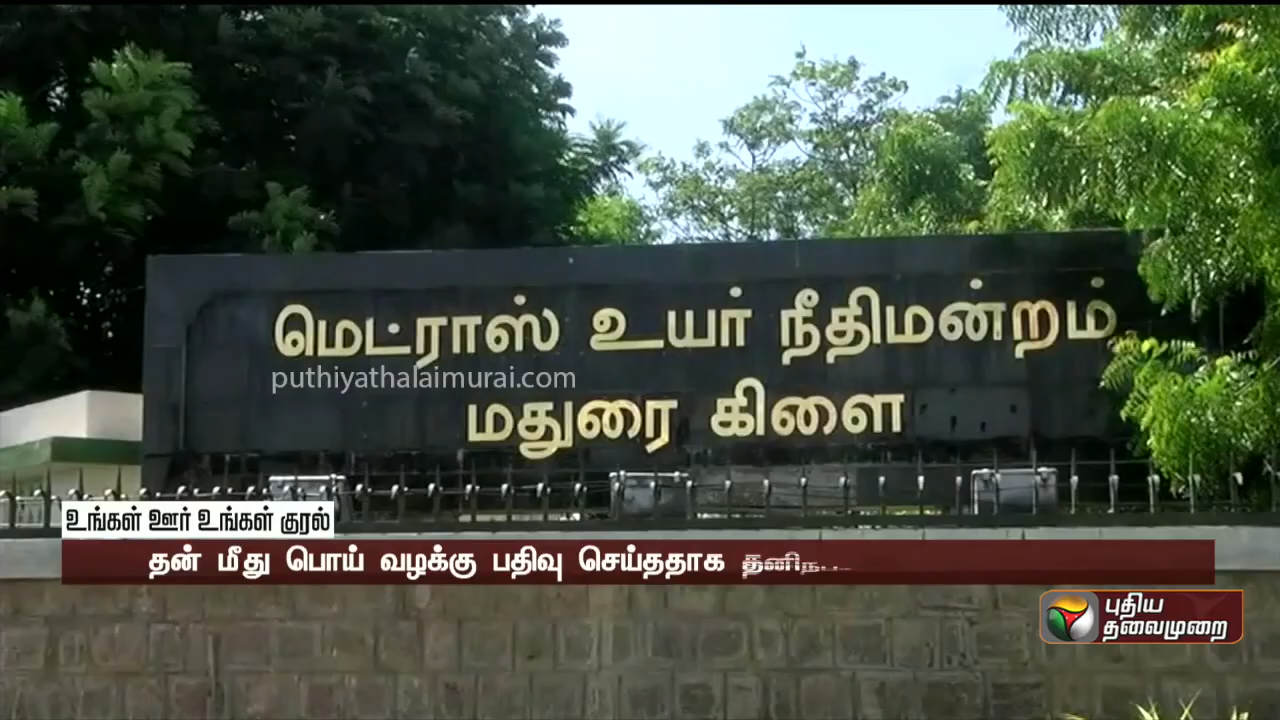 மெட்ராஸ் உயர் நீதிமன்றம்
puthiyathalaimurai.com
மதுரை கிளை
உங்கள் ஊர் உங்கள் குரல்
தன் மீது பொய் வழக்கு பதிவு செய்ததாக
புதிய
தலைமுறை